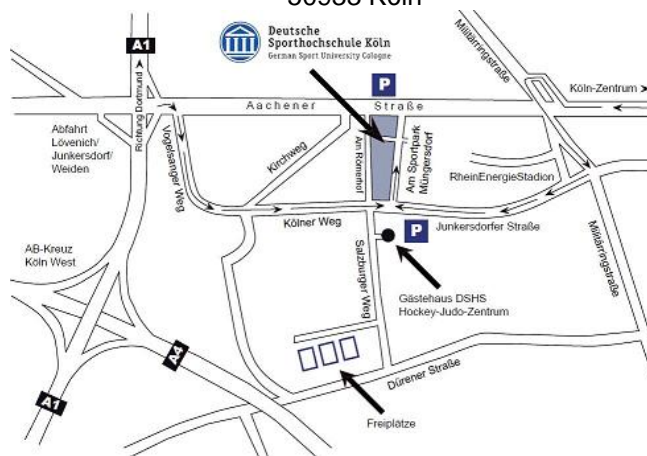 Deutsche
Sporthochschule Köln
German Sport University Cologne
A1
P
Militärringstraße
Köln-Zentrum
Aachener Straße
Richtung Dortmund
Abfahrt
Lövenich/
Junkersdorf/
Weiden
Vogelsanger Weg
Kirchweg
Am Römerhof
Am Sportpark
Müngersdorf
RheinEnergieStadion
Kölner Weg
P
Junkersdorfer Straße
Militärringstraße
AB-Kreuz
Köln West
Salzburger Weg
Gästehaus DSHS
Hockey-Judo-Zentrum
A4
A1
Dürener Straße
Freiplätze